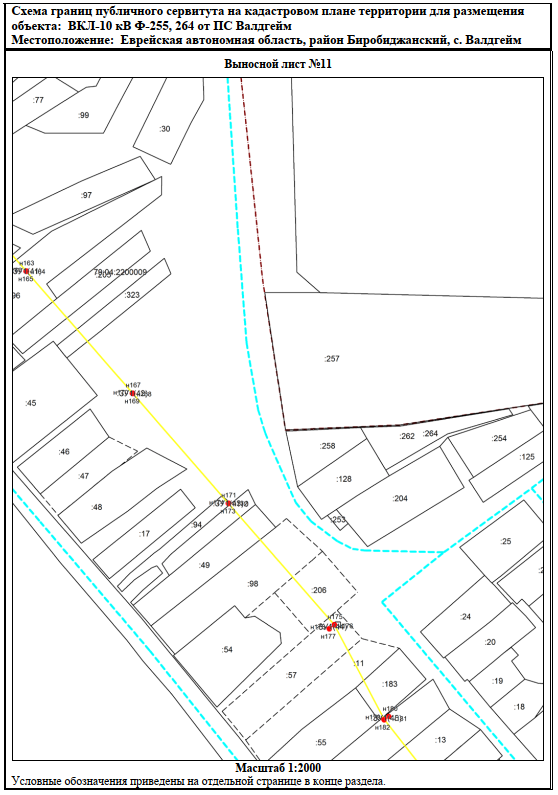 Схема границ публичного сервитута на кадастровом плане территории для размещения
объекта: ВКЛ-10 кВ Ф-255, 264 от ПС Валдгейм
Местоположение: Еврейская автономная область, район Биробиджанский, с. Валдгейм
Выносной лист №11
:77
:99
:30
:97
н163
н165
79:04:2200009
:323
:257
н167
н169
:45
:46
:47
:48
:17
:258
:262
:264
:254
:128
:125
:204
:253
н171
н173
:94
:49
:98
:25
:206
н175
н177
:24
:20
:54
:11
:57
:183
:19
:18
н180
н182
:55
:13
Масштаб 1:2000
Условные обозначения приведены на отдельной странице в конце раздела.